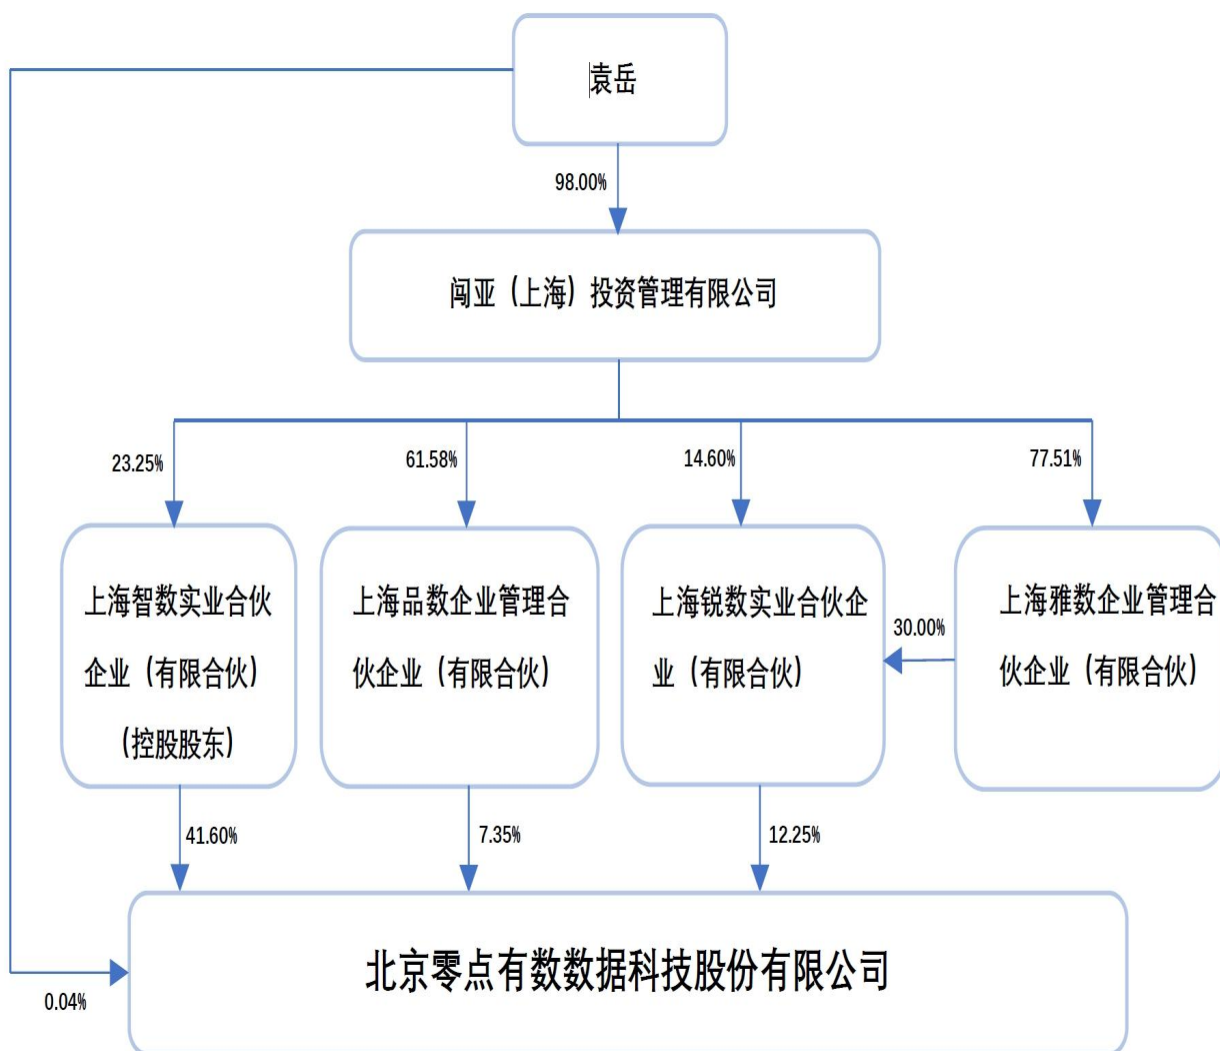 袁岳
98.00%
闯亚（上海）投资管理有限公司
23.25%
61.58%
14.60%
77.51%
上海智数实业合伙
企业（有限合伙）
（控股股东）
上海品数企业管理合
伙企业（有限合伙）
上海锐数实业合伙企
业（有限合伙）
30.00%
上海雅数企业管理合
伙企业（有限合伙）
41.60%
7.35%
12.25%
北京零点有数数据科技股份有限公司
0.04%